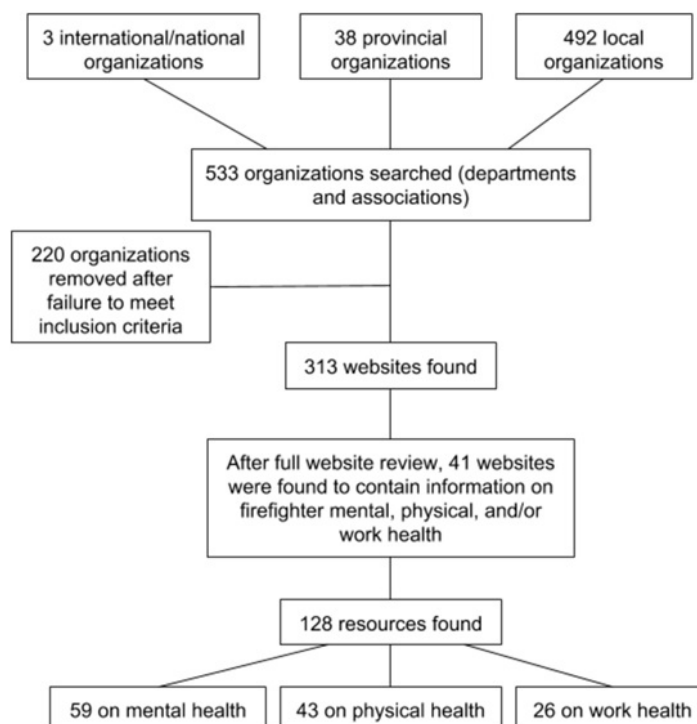 3 international/national
organizations
38 provincial
organizations
492 local
organizations
533 organizations searched (departments
and associations)
220 organizations
removed after
failure to meet
inclusion criteria
313 websites found
After full website review, 41 websites
were found to contain information on
firefighter mental, physical, and/or
work health
128 resources found
59 on mental health
43 on physical health
26 on work health